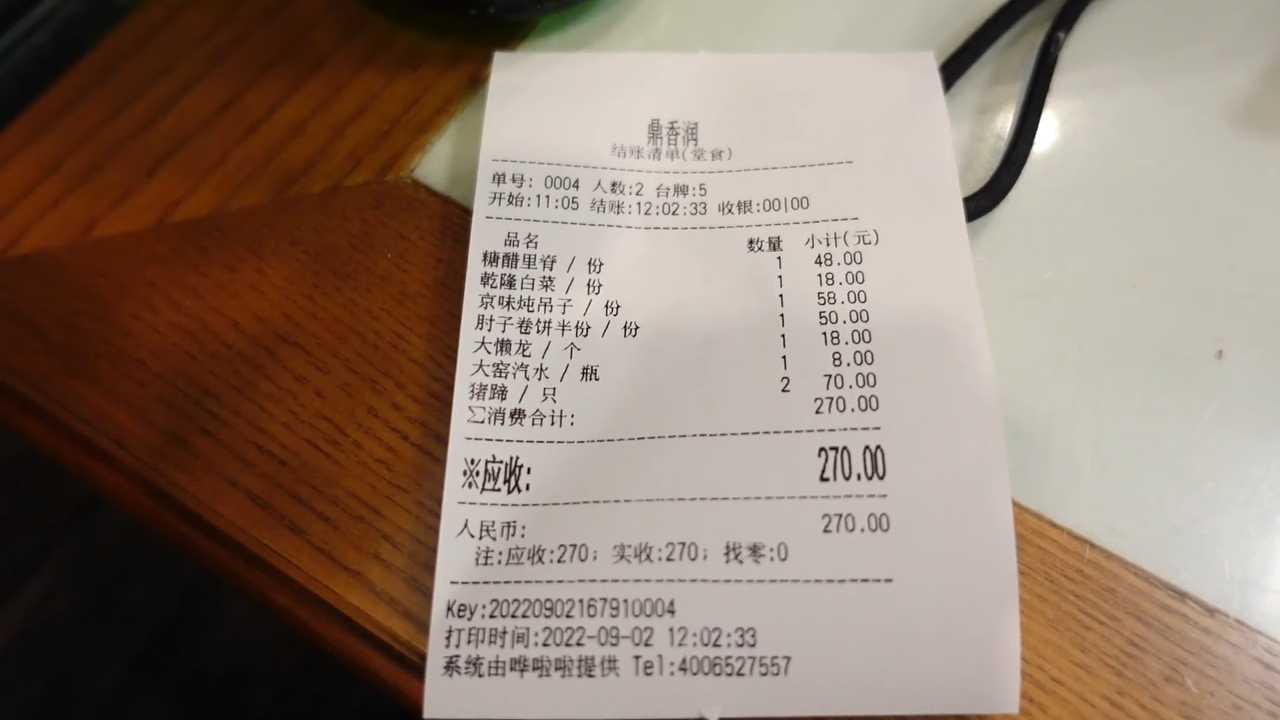 鼎香润
结账清单(堂食)
单号: 0004 人数:2 台牌:5
开始:11:05 结账:12:02:33 收银:00|00
品名 数量 小计(元)
糖醋里脊 / 份 1 48.00
乾隆白菜 / 份 1 18.00
京味炖吊子 / 份 1 58.00
肘子卷饼半份 / 份 1 50.00
大懒龙 / 个 1 18.00
大窑汽水 / 瓶 1 8.00
猪蹄 / 只 2 70.00
∑消费合计: 270.00
※应收: 270.00
人民币: 270.00
注:应收:270; 实收:270; 找零:0
Key:20220902167910004
打印时间:2022-09-02 12:02:33
系统由哗啦啦提供 Tel:4006527557